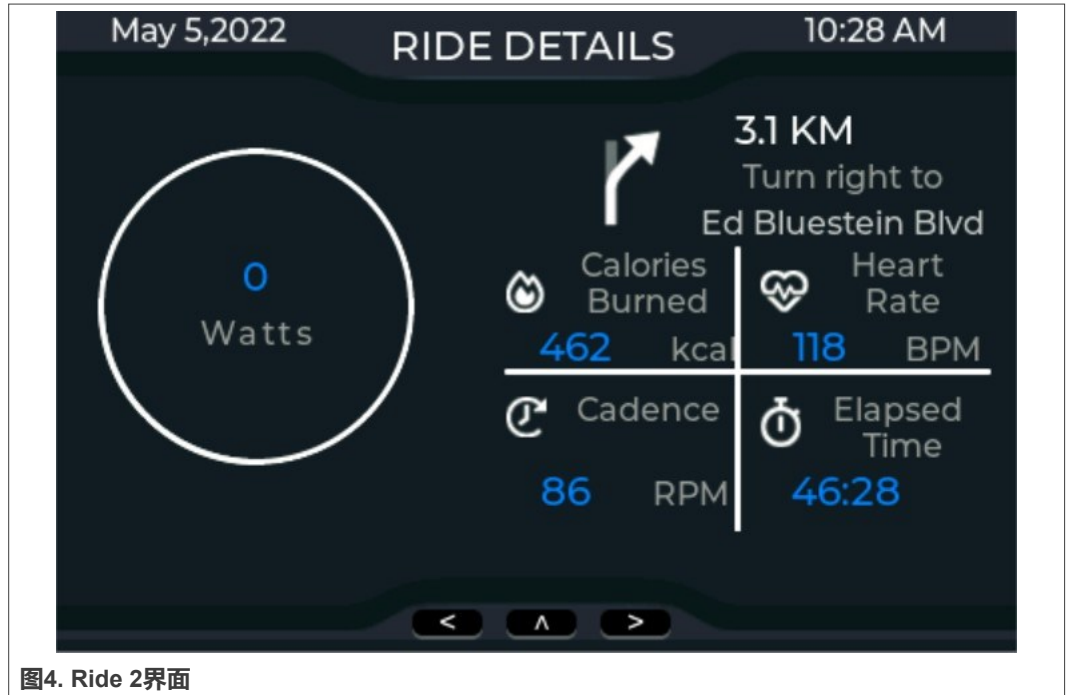 May 5,2022
RIDE DETAILS
10:28 AM
3.1 KM
Turn right to
Ed Bluestein Blvd
0
Watts
Calories
Burned
462 kcal
Heart
Rate
118 BPM
Cadence
86 RPM
Elapsed
Time
46:28
< ^ >
图4. Ride 2界面